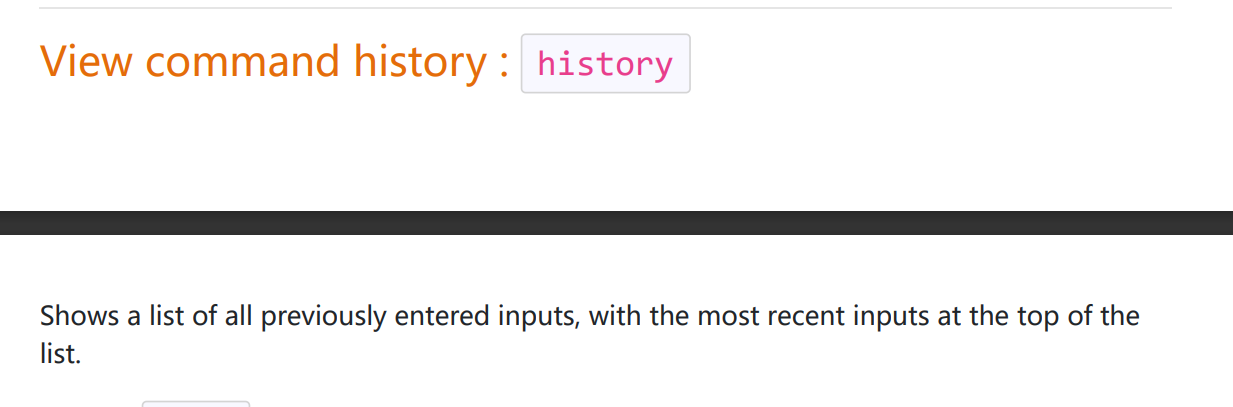 View command history : history
Shows a list of all previously entered inputs, with the most recent inputs at the top of the
list.